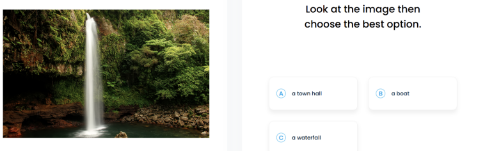 Look at the image then
choose the best option.
A a town hall
B a boat
C a waterfall